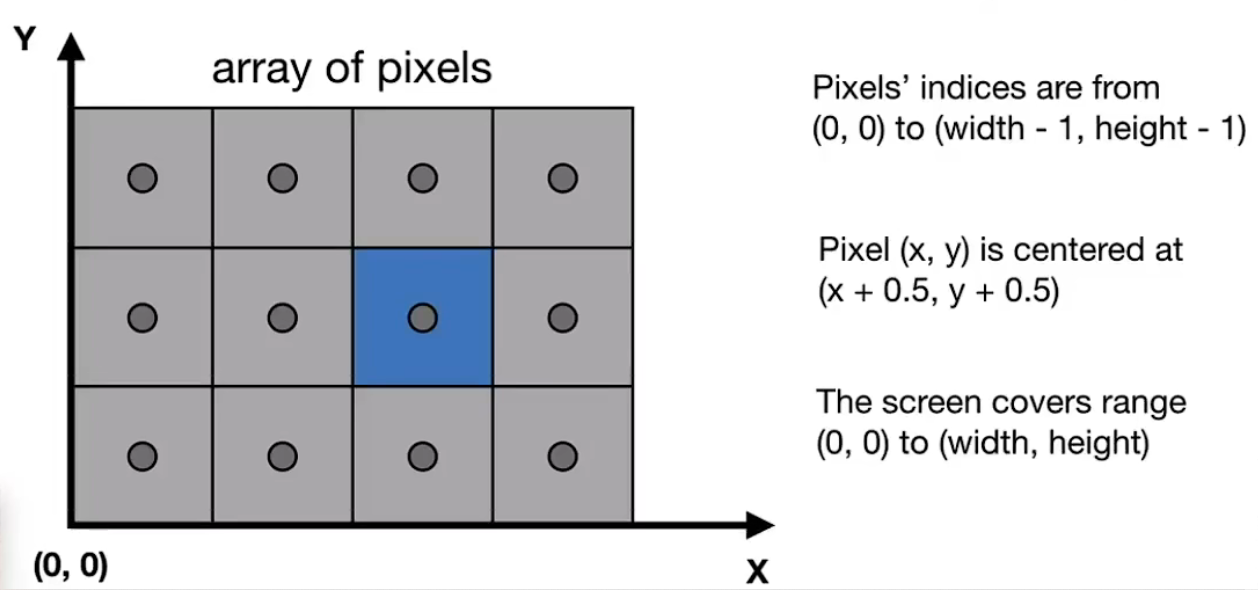 Y
array of pixels
Pixels’ indices are from
(0, 0) to (width - 1, height - 1)
Pixel (x, y) is centered at
(x + 0.5, y + 0.5)
The screen covers range
(0, 0) to (width, height)
(0, 0)
X